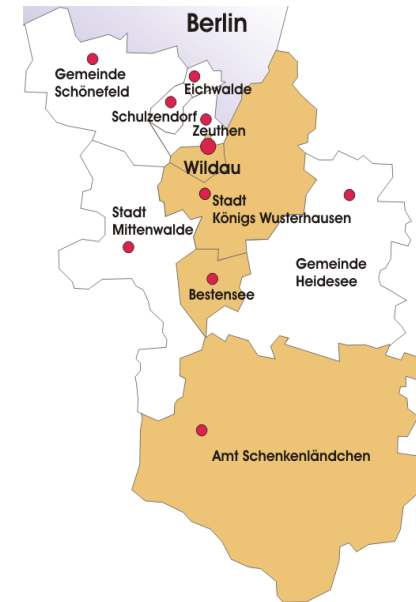 Berlin
Gemeinde
Schönefeld
Eichwalde
Schulzendorf
Zeuthen
Wildau
Stadt
Königs Wusterhausen
Stadt
Mittenwalde
Gemeinde
Heidesee
Bestensee
Amt Schenkenländchen